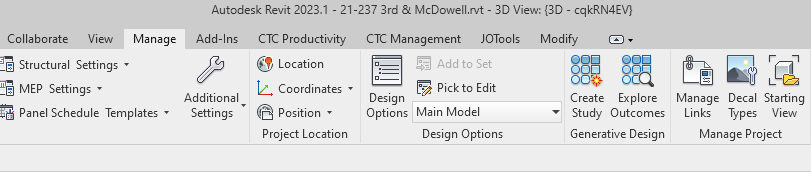 Autodesk Revit 2023.1 - 21-237 3rd & McDowell.rvt - 3D View: {3D - cqkRN4EV}
Collaborate View Manage Add-Ins CTC Productivity CTC Management JOTools Modify
Structural Settings
MEP Settings
Panel Schedule Templates
Additional
Settings
Location
Coordinates
Position
Project Location
Design
Options
Add to Set
Pick to Edit
Main Model
Design Options
Create
Study
Explore
Outcomes
Generative Design
Manage
Links
Decal
Types
Starting
View
Manage Project